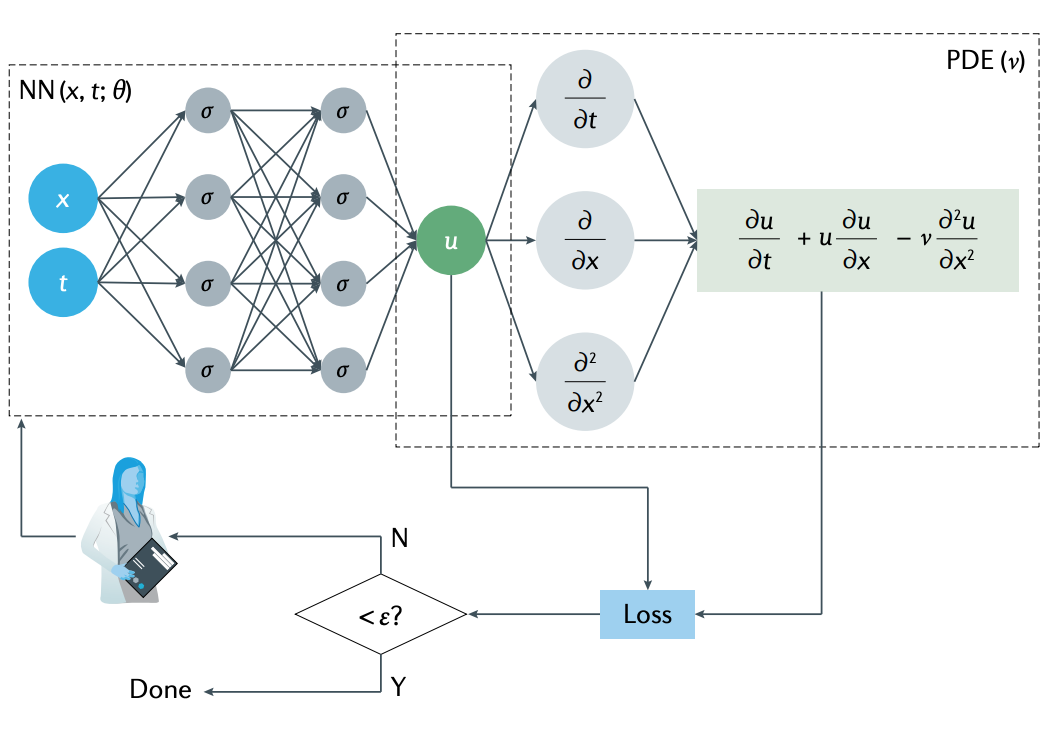 NN (x, t; θ)
PDE (ν)
x
t
σ
σ
σ
σ
σ
σ
σ
σ
u
∂
∂t
∂
∂x
∂²
∂x²
∂u/∂t + u ∂u/∂x − ν ∂²u/∂x²
N
< ε?
Loss
Y
Done